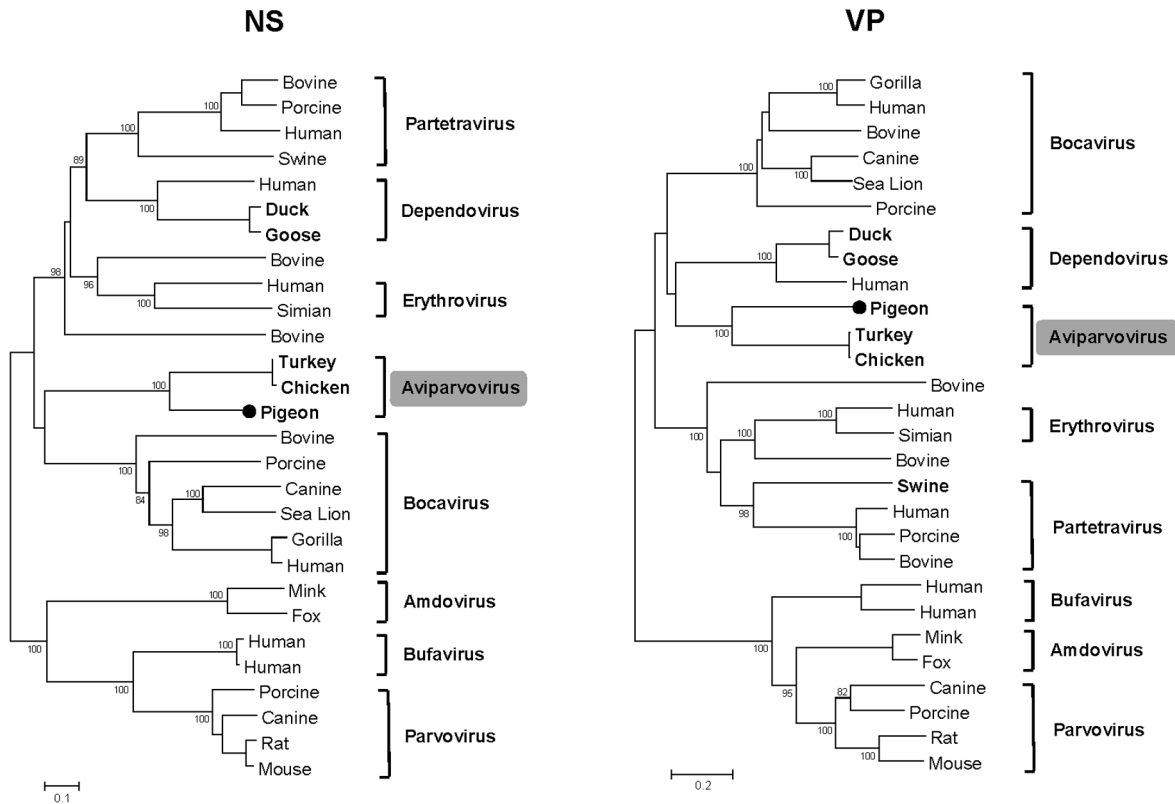 NS
Bovine
Porcine
Human
Swine
Partetravirus
Human
Duck
Goose
Dependovirus
Bovine
Human
Simian
Erythrovirus
Bovine
Turkey
Chicken
Pigeon
Aviparvovirus
Bovine
Porcine
Canine
Sea Lion
Gorilla
Human
Bocavirus
Mink
Fox
Amdovirus
Human
Human
Bufavirus
Porcine
Canine
Rat
Mouse
Parvovirus
100
100
89
100
98
96
100
100
100
84
100
98
100
100
100
100
100
0.1
VP
Gorilla
Human
Bovine
Canine
Sea Lion
Porcine
Bocavirus
Duck
Goose
Human
Dependovirus
Pigeon
Turkey
Chicken
Aviparvovirus
Bovine
Human
Simian
Bovine
Erythrovirus
Swine
Human
Porcine
Bovine
Partetravirus
Human
Human
Bufavirus
Mink
Fox
Amdovirus
Canine
Porcine
Rat
Mouse
Parvovirus
100
100
100
100
100
100
100
100
98
100
100
95
82
100
100
0.2